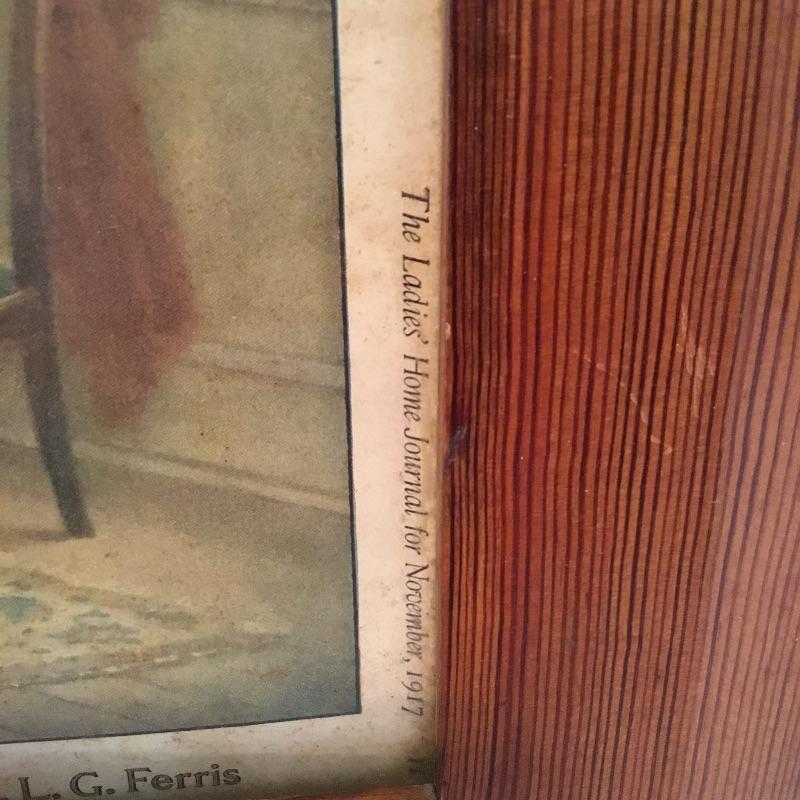 The Ladies' Home Journal for November, 1917
L. G. Ferris